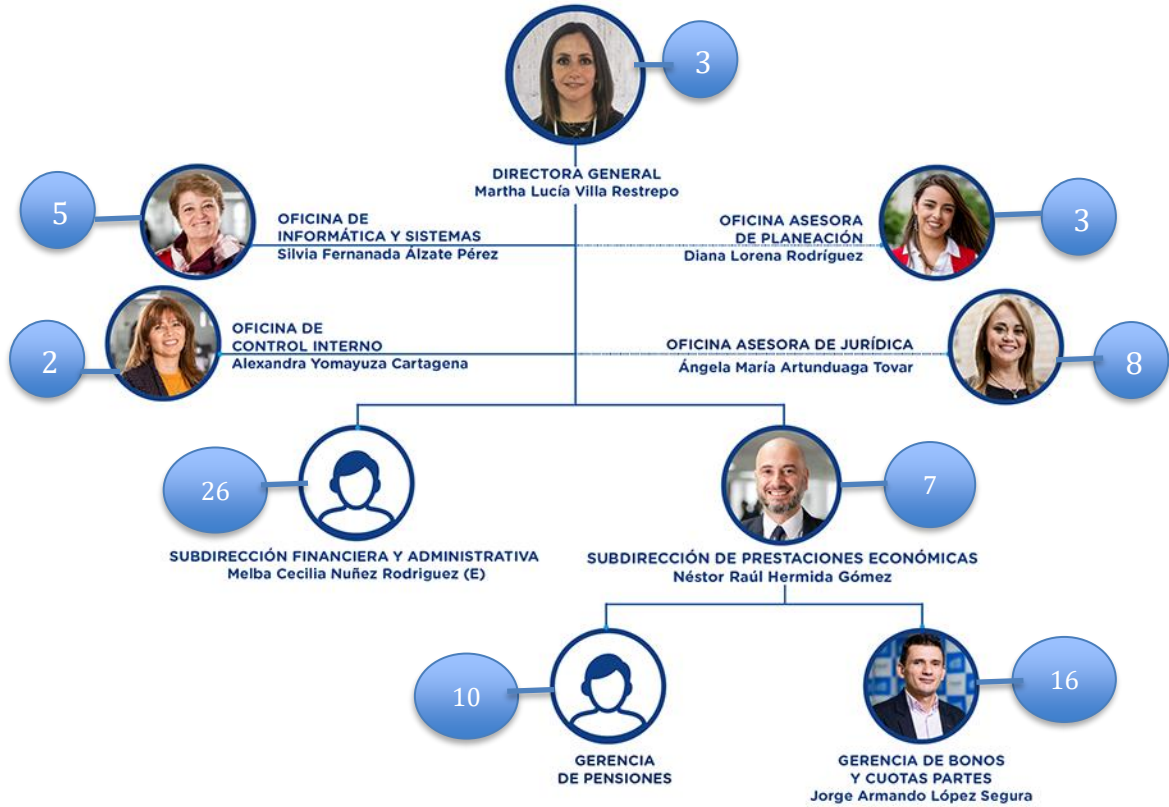 3
DIRECTORA GENERAL
Martha Lucía Villa Restrepo
5
OFICINA DE
INFORMÁTICA Y SISTEMAS
Silvia Fernanada Álzate Pérez
OFICINA ASESORA
DE PLANEACIÓN
Diana Lorena Rodríguez
3
2
OFICINA DE
CONTROL INTERNO
Alexandra Yomayuza Cartagena
OFICINA ASESORA DE JURÍDICA
Ángela María Artunduaga Tovar
8
26
SUBDIRECCIÓN FINANCIERA Y ADMINISTRATIVA
Melba Cecilia Nuñez Rodriguez (E)
7
SUBDIRECCIÓN DE PRESTACIONES ECONÓMICAS
Néstor Raúl Hermida Gómez
10
GERENCIA
DE PENSIONES
16
GERENCIA DE BONOS
Y CUOTAS PARTES
Jorge Armando López Segura